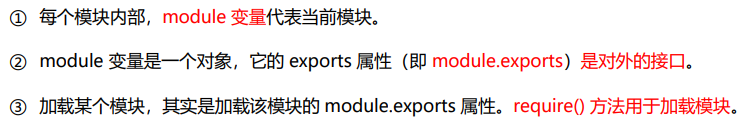 ① 每个模块内部，module 变量代表当前模块。
② module 变量是一个对象，它的 exports 属性（即 module.exports）是对外的接口。
③ 加载某个模块，其实是加载该模块的 module.exports 属性。require() 方法用于加载模块。